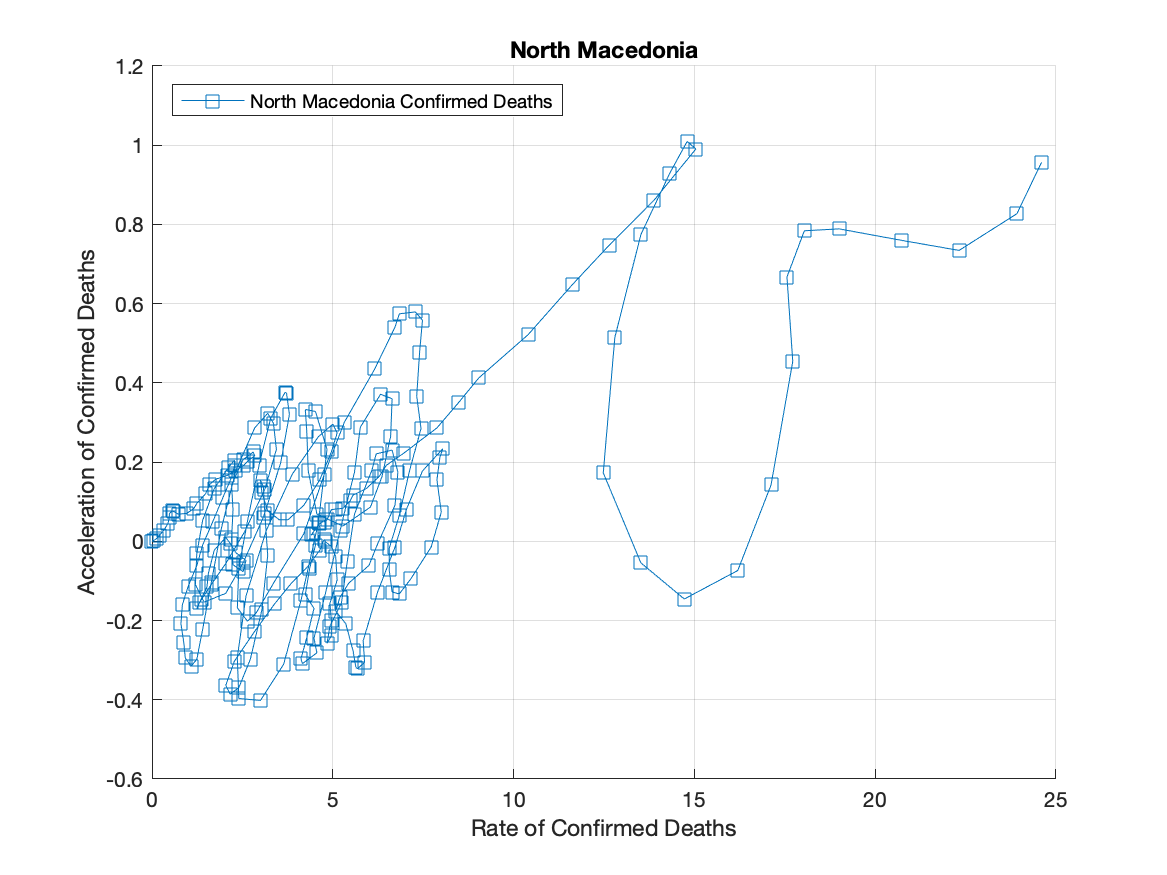 North Macedonia
1.2
1
0.8
0.6
0.4
0.2
0
-0.2
-0.4
-0.6
Acceleration of Confirmed Deaths
North Macedonia Confirmed Deaths
0 5 10 15 20 25
Rate of Confirmed Deaths